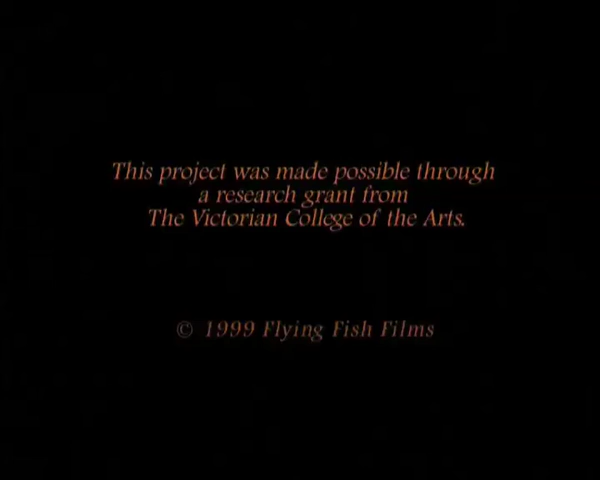 This project was made possible through
a research grant from
The Victorian College of the Arts.
© 1999 Flying Fish Films